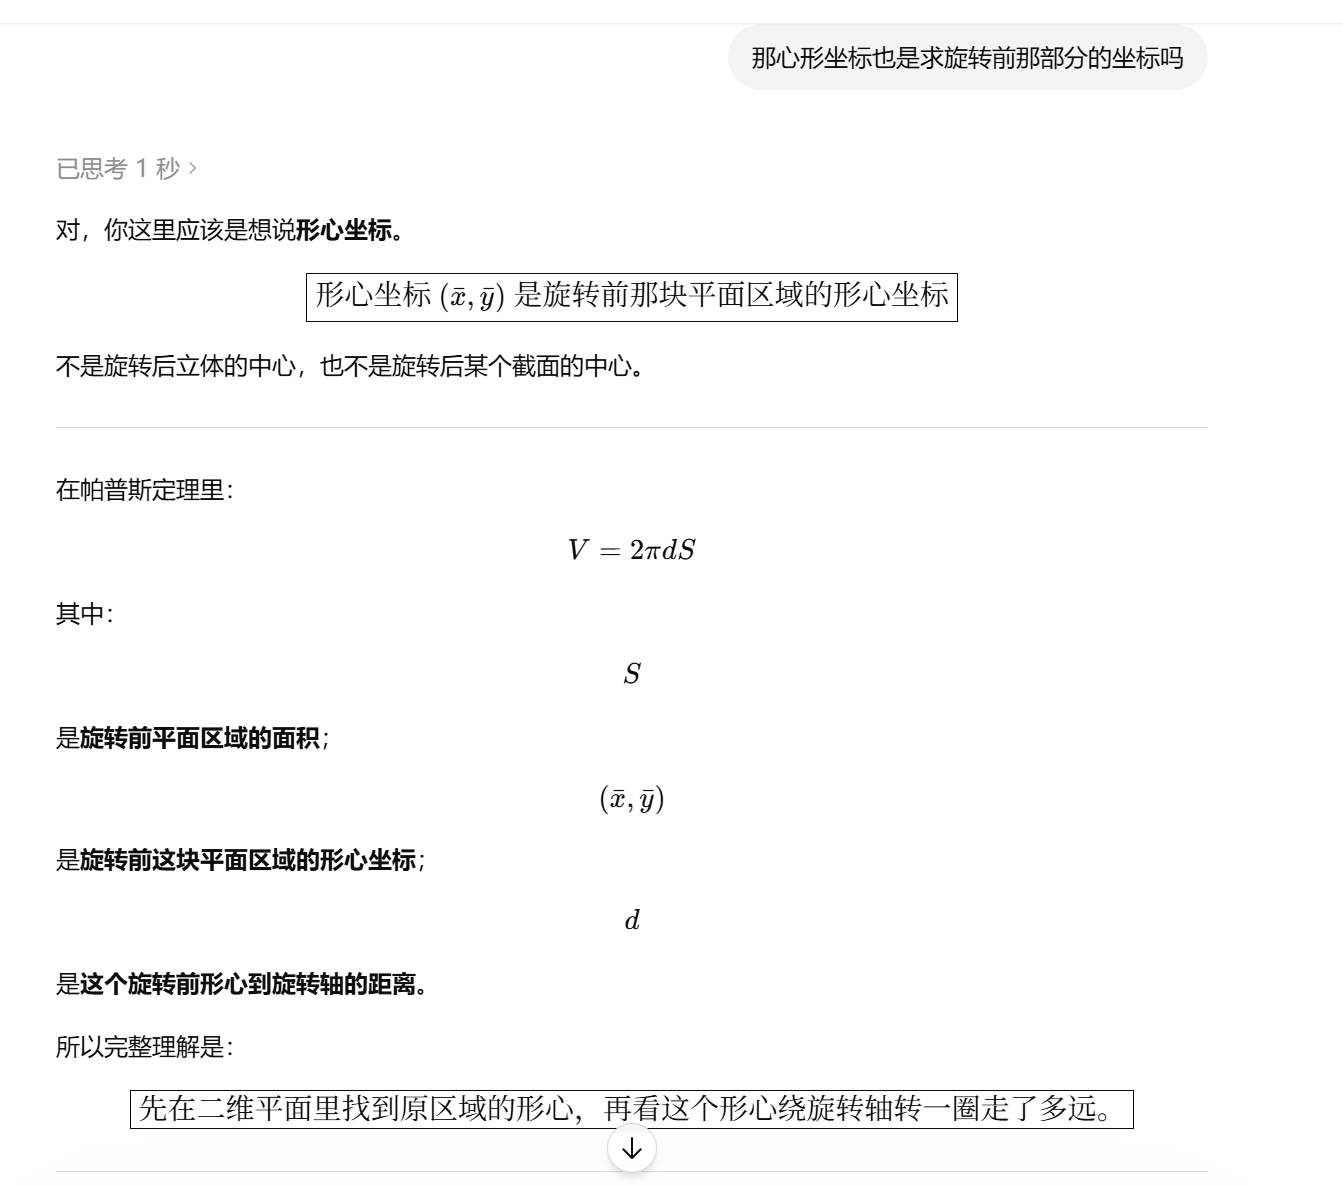 那心形坐标也是求旋转前那部分的坐标吗
已思考 1 秒 >
对，你这里应该是想说形心坐标。
形心坐标 (x̄, ȳ) 是旋转前那块平面区域的形心坐标
不是旋转后立体的中心，也不是旋转后某个截面的中心。
在帕普斯定理里：
V = 2πdS
其中：
S
是旋转前平面区域的面积；
(x̄, ȳ)
是旋转前这块平面区域的形心坐标；
d
是这个旋转前形心到旋转轴的距离。
所以完整理解是：
先在二维平面里找到原区域的形心，再看这个形心绕旋转轴转一圈走了多远。